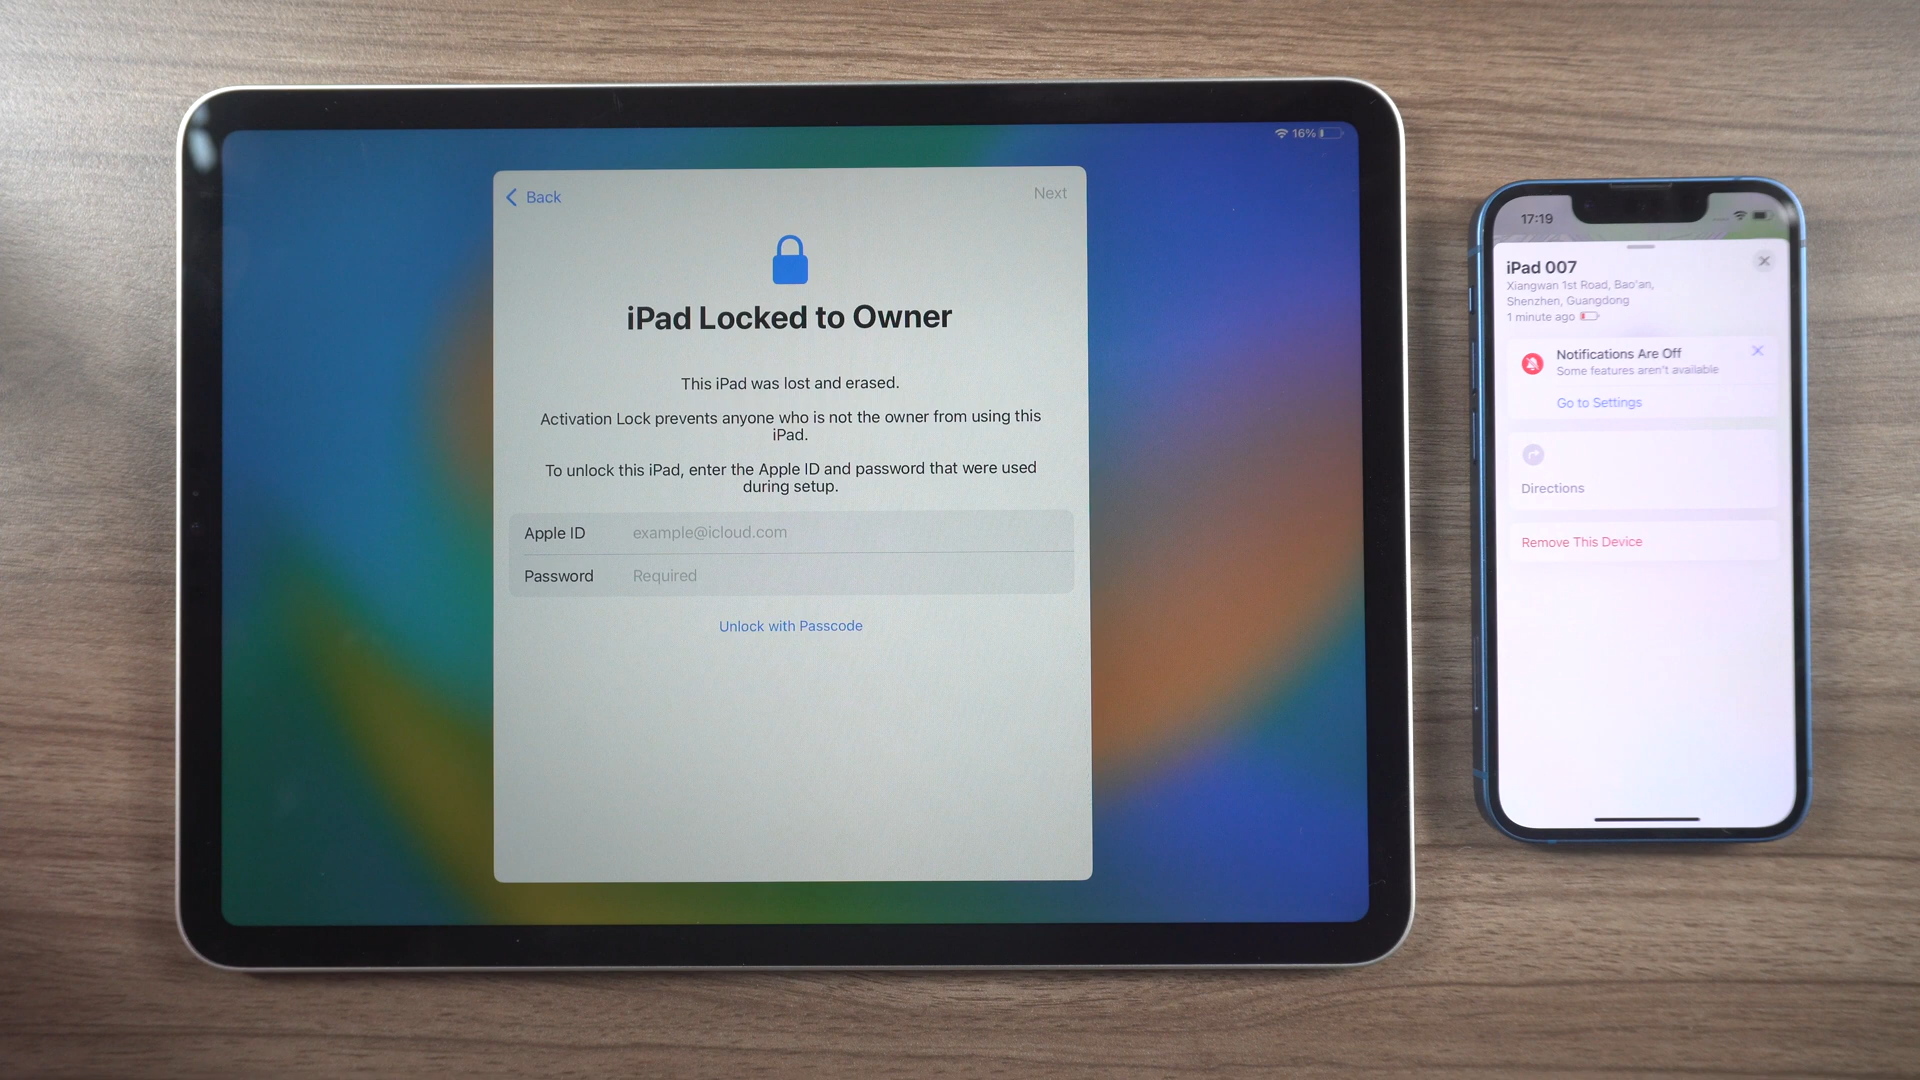 16%
Back
Next
iPad Locked to Owner
This iPad was lost and erased.
Activation Lock prevents anyone who is not the owner from using this
iPad.
To unlock this iPad, enter the Apple ID and password that were used
during setup.
Apple ID example@icloud.com
Password Required
Unlock with Passcode
17:19
iPad 007
Xiangwan 1st Road, Bao'an,
Shenzhen, Guangdong
1 minute ago
Notifications Are Off
Some features aren't available
Go to Settings
Directions
Remove This Device